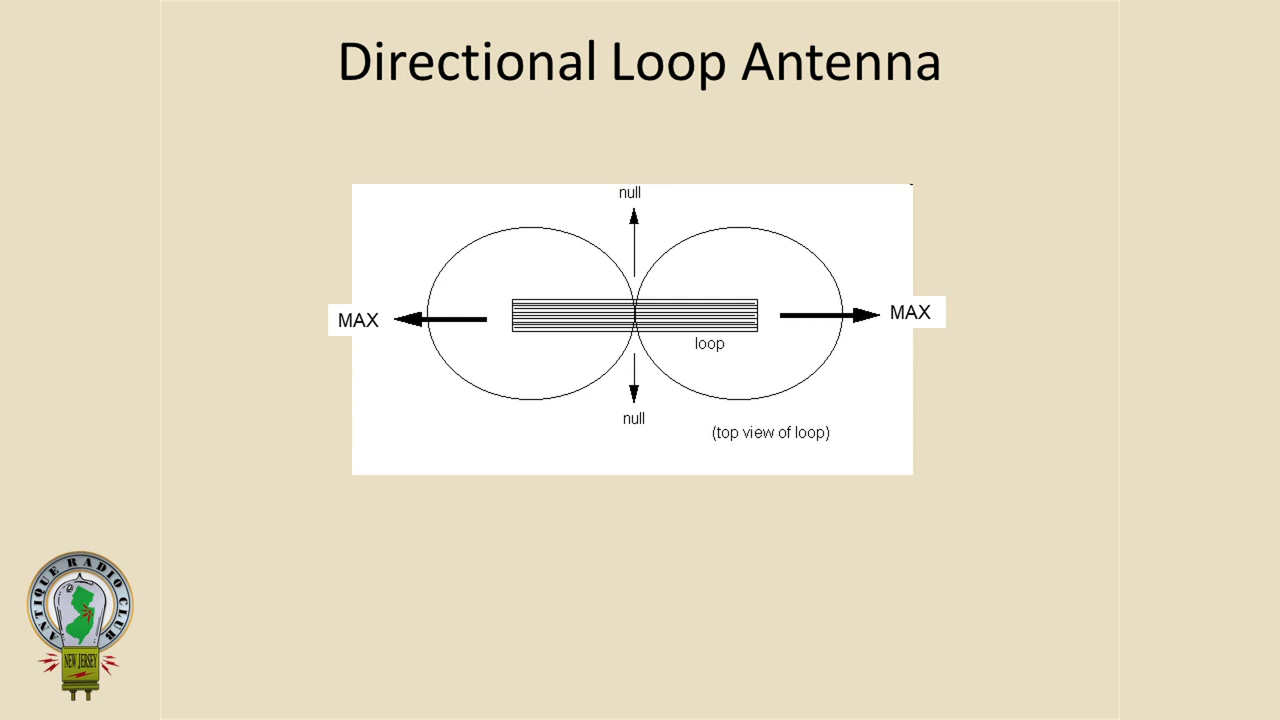 Directional Loop Antenna
null
MAX
MAX
loop
null
(top view of loop)
ANTIQUE RADIO CLUB
NEW JERSEY